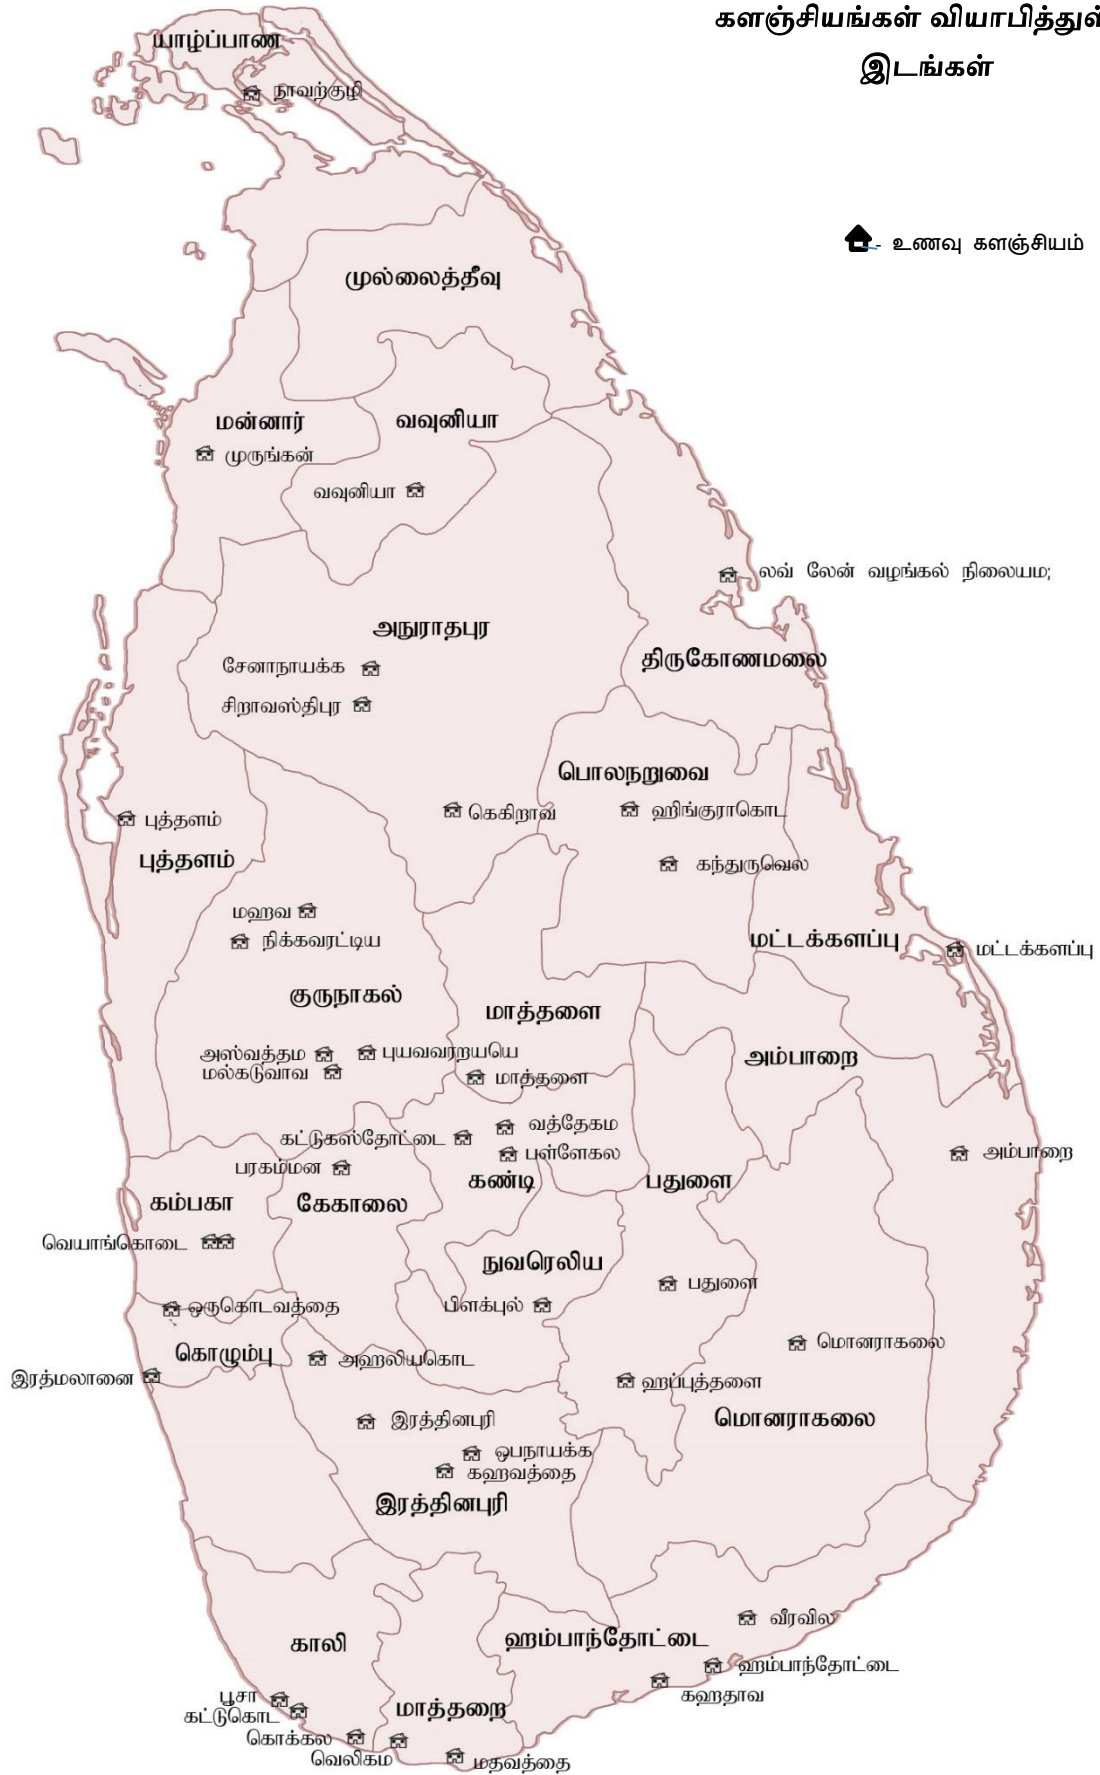 களஞ்சியங்கள் வியாபித்துள்
இடங்கள்
யாழ்ப்பாண
நாவற்குழி
- உணவு களஞ்சியம்
முல்லைத்தீவு
மன்னார்
வவுனியா
முருங்கன்
வவுனியா
லவ் லேன் வழங்கல் நிலையம;
அநுராதபுர
திருகோணமலை
சேனாநாயக்க
சிறாவஸ்திபுர
பொலநறுவை
கெகிறாவ
ஹிங்குராகொட
புத்தளம்
புத்தளம்
கந்துருவெல
மஹவ
நிக்கவரட்டிய
மட்டக்களப்பு
மட்டக்களப்பு
குருநாகல்
மாத்தளை
அஸ்வத்தம
புயவவரறயயெ
அம்பாறை
மல்கடுவாவ
மாத்தளை
வத்தேகம
கட்டுகஸ்தோட்டை
பள்ளேகல
அம்பாறை
பரகம்மன
கண்டி
பதுளை
கம்பகா
கேகாலை
வெயாங்கொடை
நுவரெலிய
பதுளை
ஒருகொடவத்தை
பிளக்புல்
மொனராகலை
கொழும்பு
அஹலியகொட
இரத்மலானை
ஹப்புத்தளை
இரத்தினபுரி
மொனராகலை
ஒபநாயக்க
கஹவத்தை
இரத்தினபுரி
வீரவில
காலி
ஹம்பாந்தோட்டை
ஹம்பாந்தோட்டை
கஹதாவ
பூசா
மாத்தறை
கட்டுகொட
கொக்கல
வெலிகம
மதவத்தை